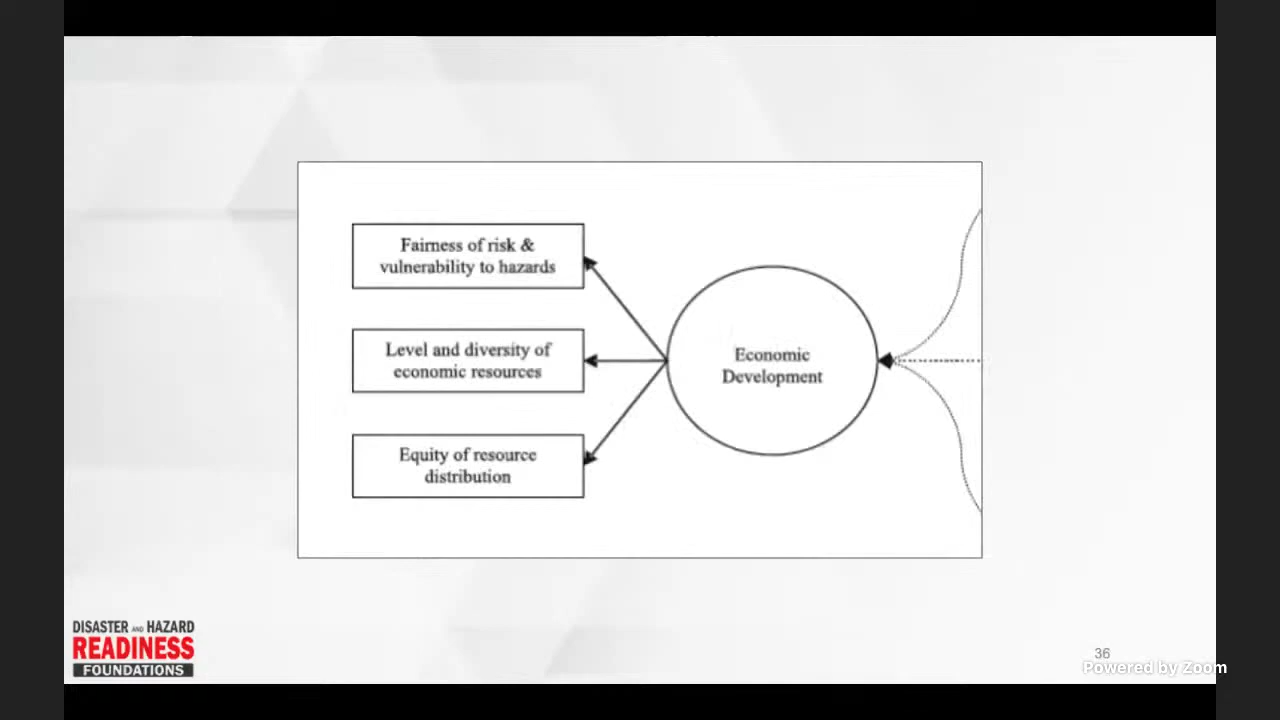 Fairness of risk &
vulnerability to hazards
Level and diversity of
economic resources
Equity of resource
distribution
Economic
Development
DISASTER AND HAZARD
READINESS
FOUNDATIONS
36
Powered by Zoom